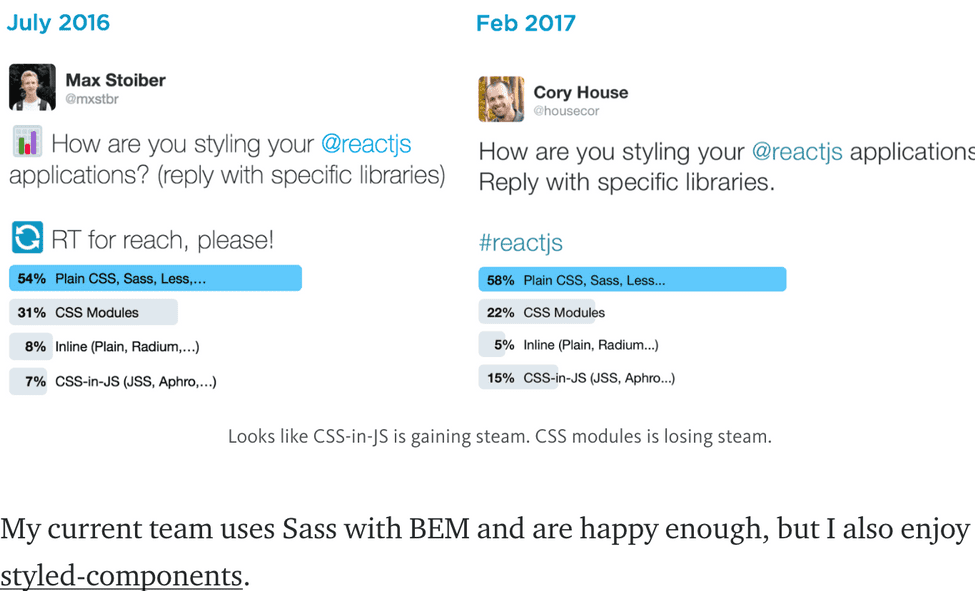 July 2016
Max Stoiber
@mxstbr
How are you styling your @reactjs
applications? (reply with specific libraries)
RT for reach, please!
54% Plain CSS, Sass, Less,...
31% CSS Modules
8% Inline (Plain, Radium,...)
7% CSS-in-JS (JSS, Aphro,...)
Feb 2017
Cory House
@housecor
How are you styling your @reactjs applications
Reply with specific libraries.
#reactjs
58% Plain CSS, Sass, Less...
22% CSS Modules
5% Inline (Plain, Radium...)
15% CSS-in-JS (JSS, Aphro...)
Looks like CSS-in-JS is gaining steam. CSS modules is losing steam.
My current team uses Sass with BEM and are happy enough, but I also enjoy
styled-components.